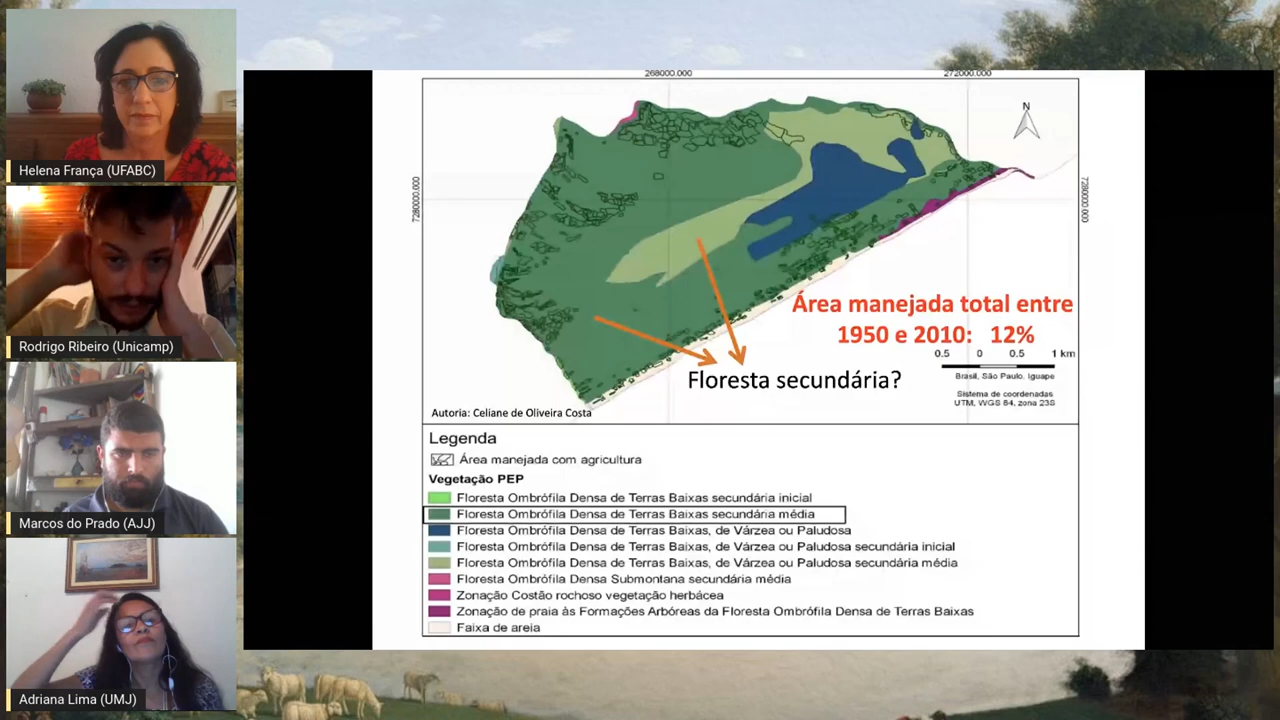 Helena França (UFABC)
Rodrigo Ribeiro (Unicamp)
Marcos do Prado (AJJ)
Adriana Lima (UMJ)
268000.000
272000.000
N
7280000.000
7280000.000
Área manejada total entre
1950 e 2010: 12%
0.5 0 0.5 1 km
Brasil, São Paulo, Iguape
Sistema de coordenadas
UTM, WGS 84, zona 23S
Floresta secundária?
Autoria: Celiane de Oliveira Costa
Legenda
Área manejada com agricultura
Vegetação PEP
Floresta Ombrófila Densa de Terras Baixas secundária inicial
Floresta Ombrófila Densa de Terras Baixas secundária média
Floresta Ombrófila Densa de Terras Baixas, de Várzea ou Paludosa
Floresta Ombrófila Densa de Terras Baixas, de Várzea ou Paludosa secundária inicial
Floresta Ombrófila Densa de Terras Baixas, de Várzea ou Paludosa secundária média
Floresta Ombrófila Densa Submontana secundária média
Zonação Costão rochoso vegetação herbácea
Zonação de praia às Formações Arbóreas da Floresta Ombrófila Densa de Terras Baixas
Faixa de areia